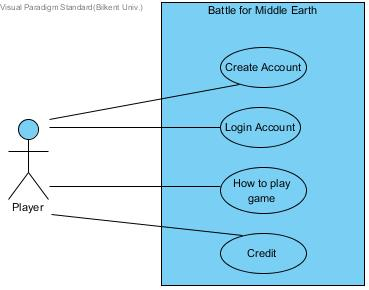 Visual Paradigm Standard(Bilkent Univ.)
Battle for Middle Earth
Create Account
Login Account
How to play
game
Player
Credit